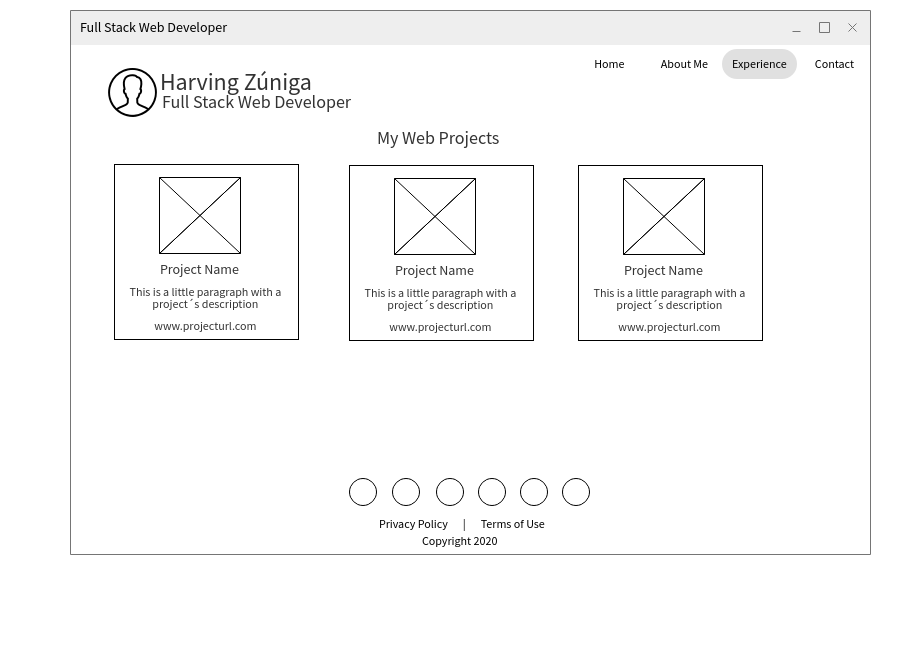 Full Stack Web Developer
Home About Me Experience Contact
Harving Zúniga
Full Stack Web Developer
My Web Projects
Project Name
This is a little paragraph with a
project´s description
www.projecturl.com
Project Name
This is a little paragraph with a
project´s description
www.projecturl.com
Project Name
This is a little paragraph with a
project´s description
www.projecturl.com
Privacy Policy | Terms of Use
Copyright 2020